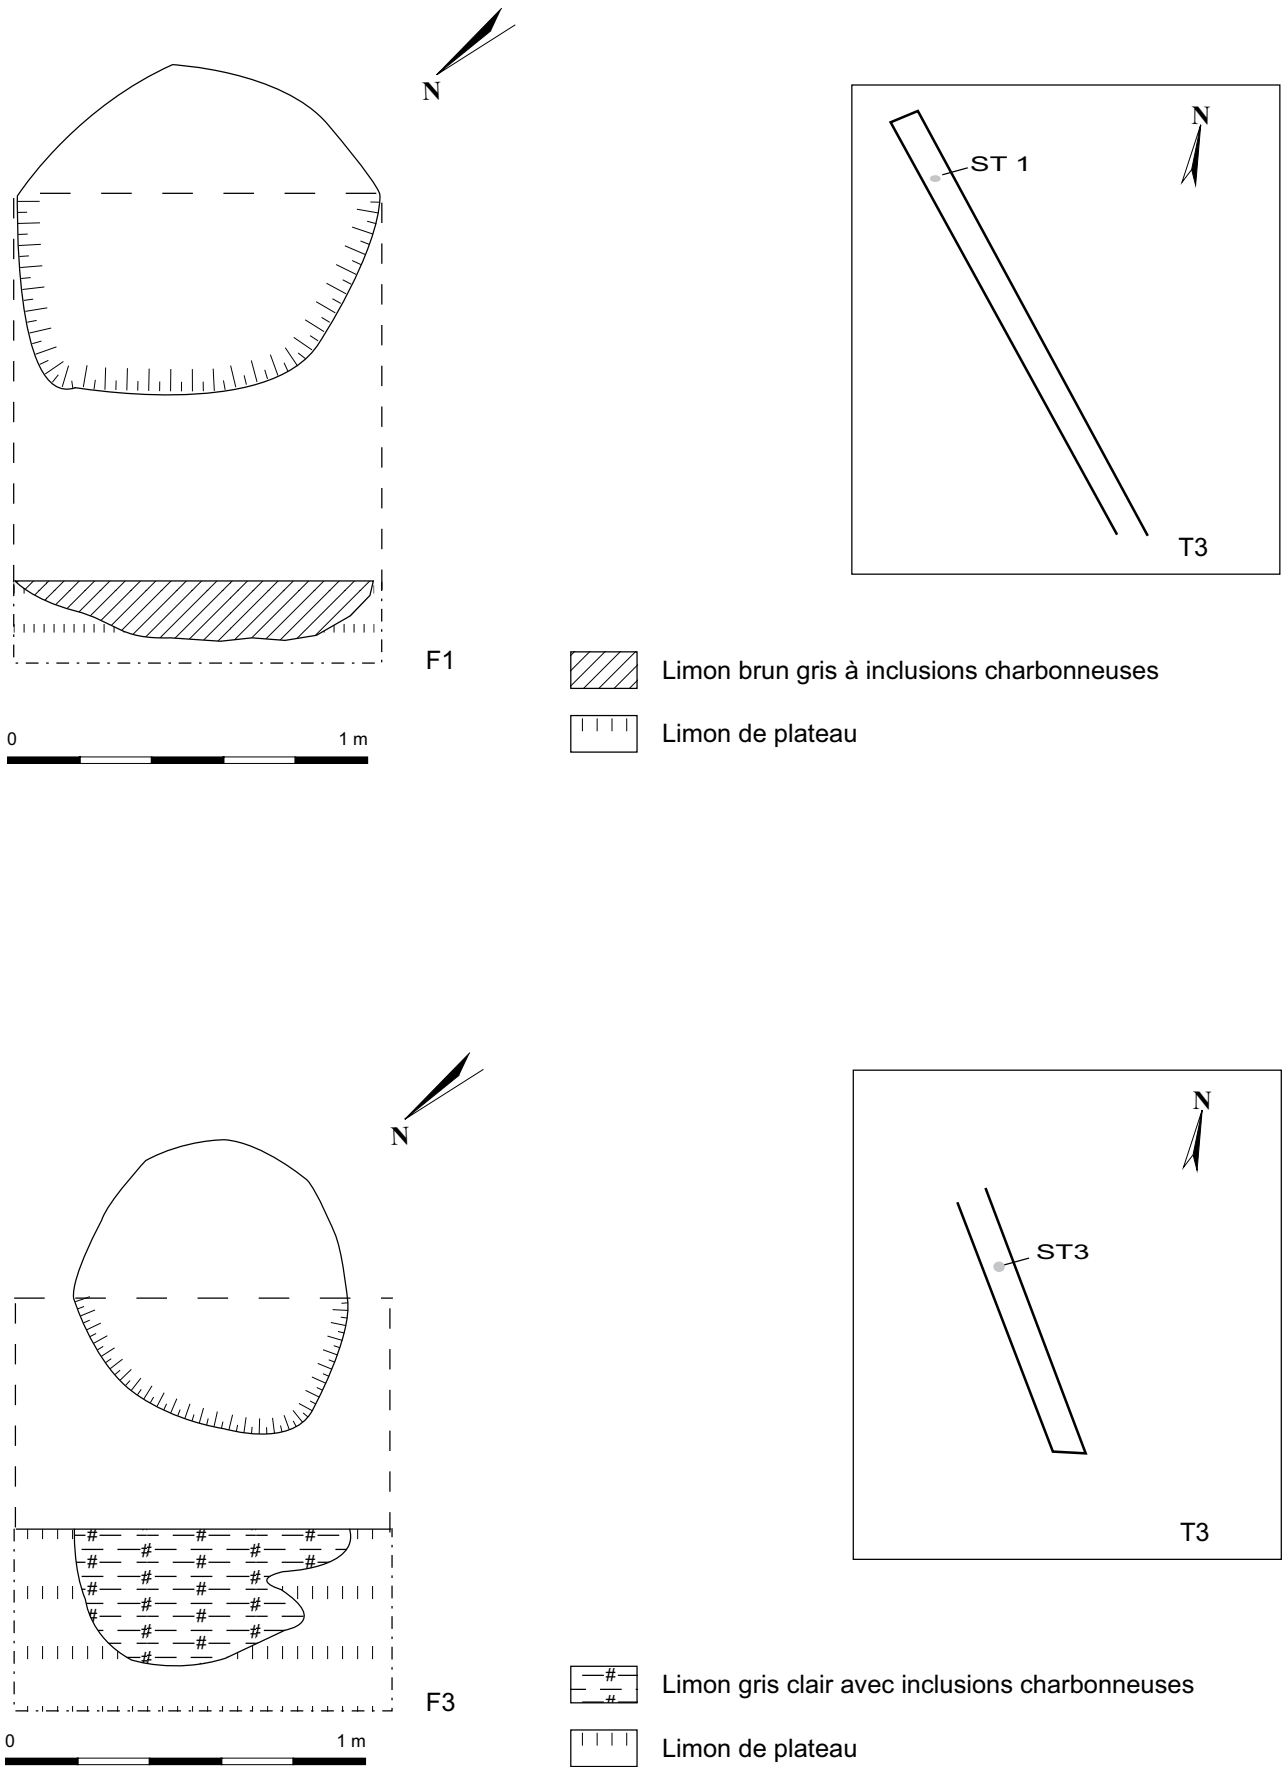 N
N
ST 1
T3
F1
Limon brun gris à inclusions charbonneuses
0 1 m
Limon de plateau
N
N
ST3
T3
F3
Limon gris clair avec inclusions charbonneuses
0 1 m
Limon de plateau